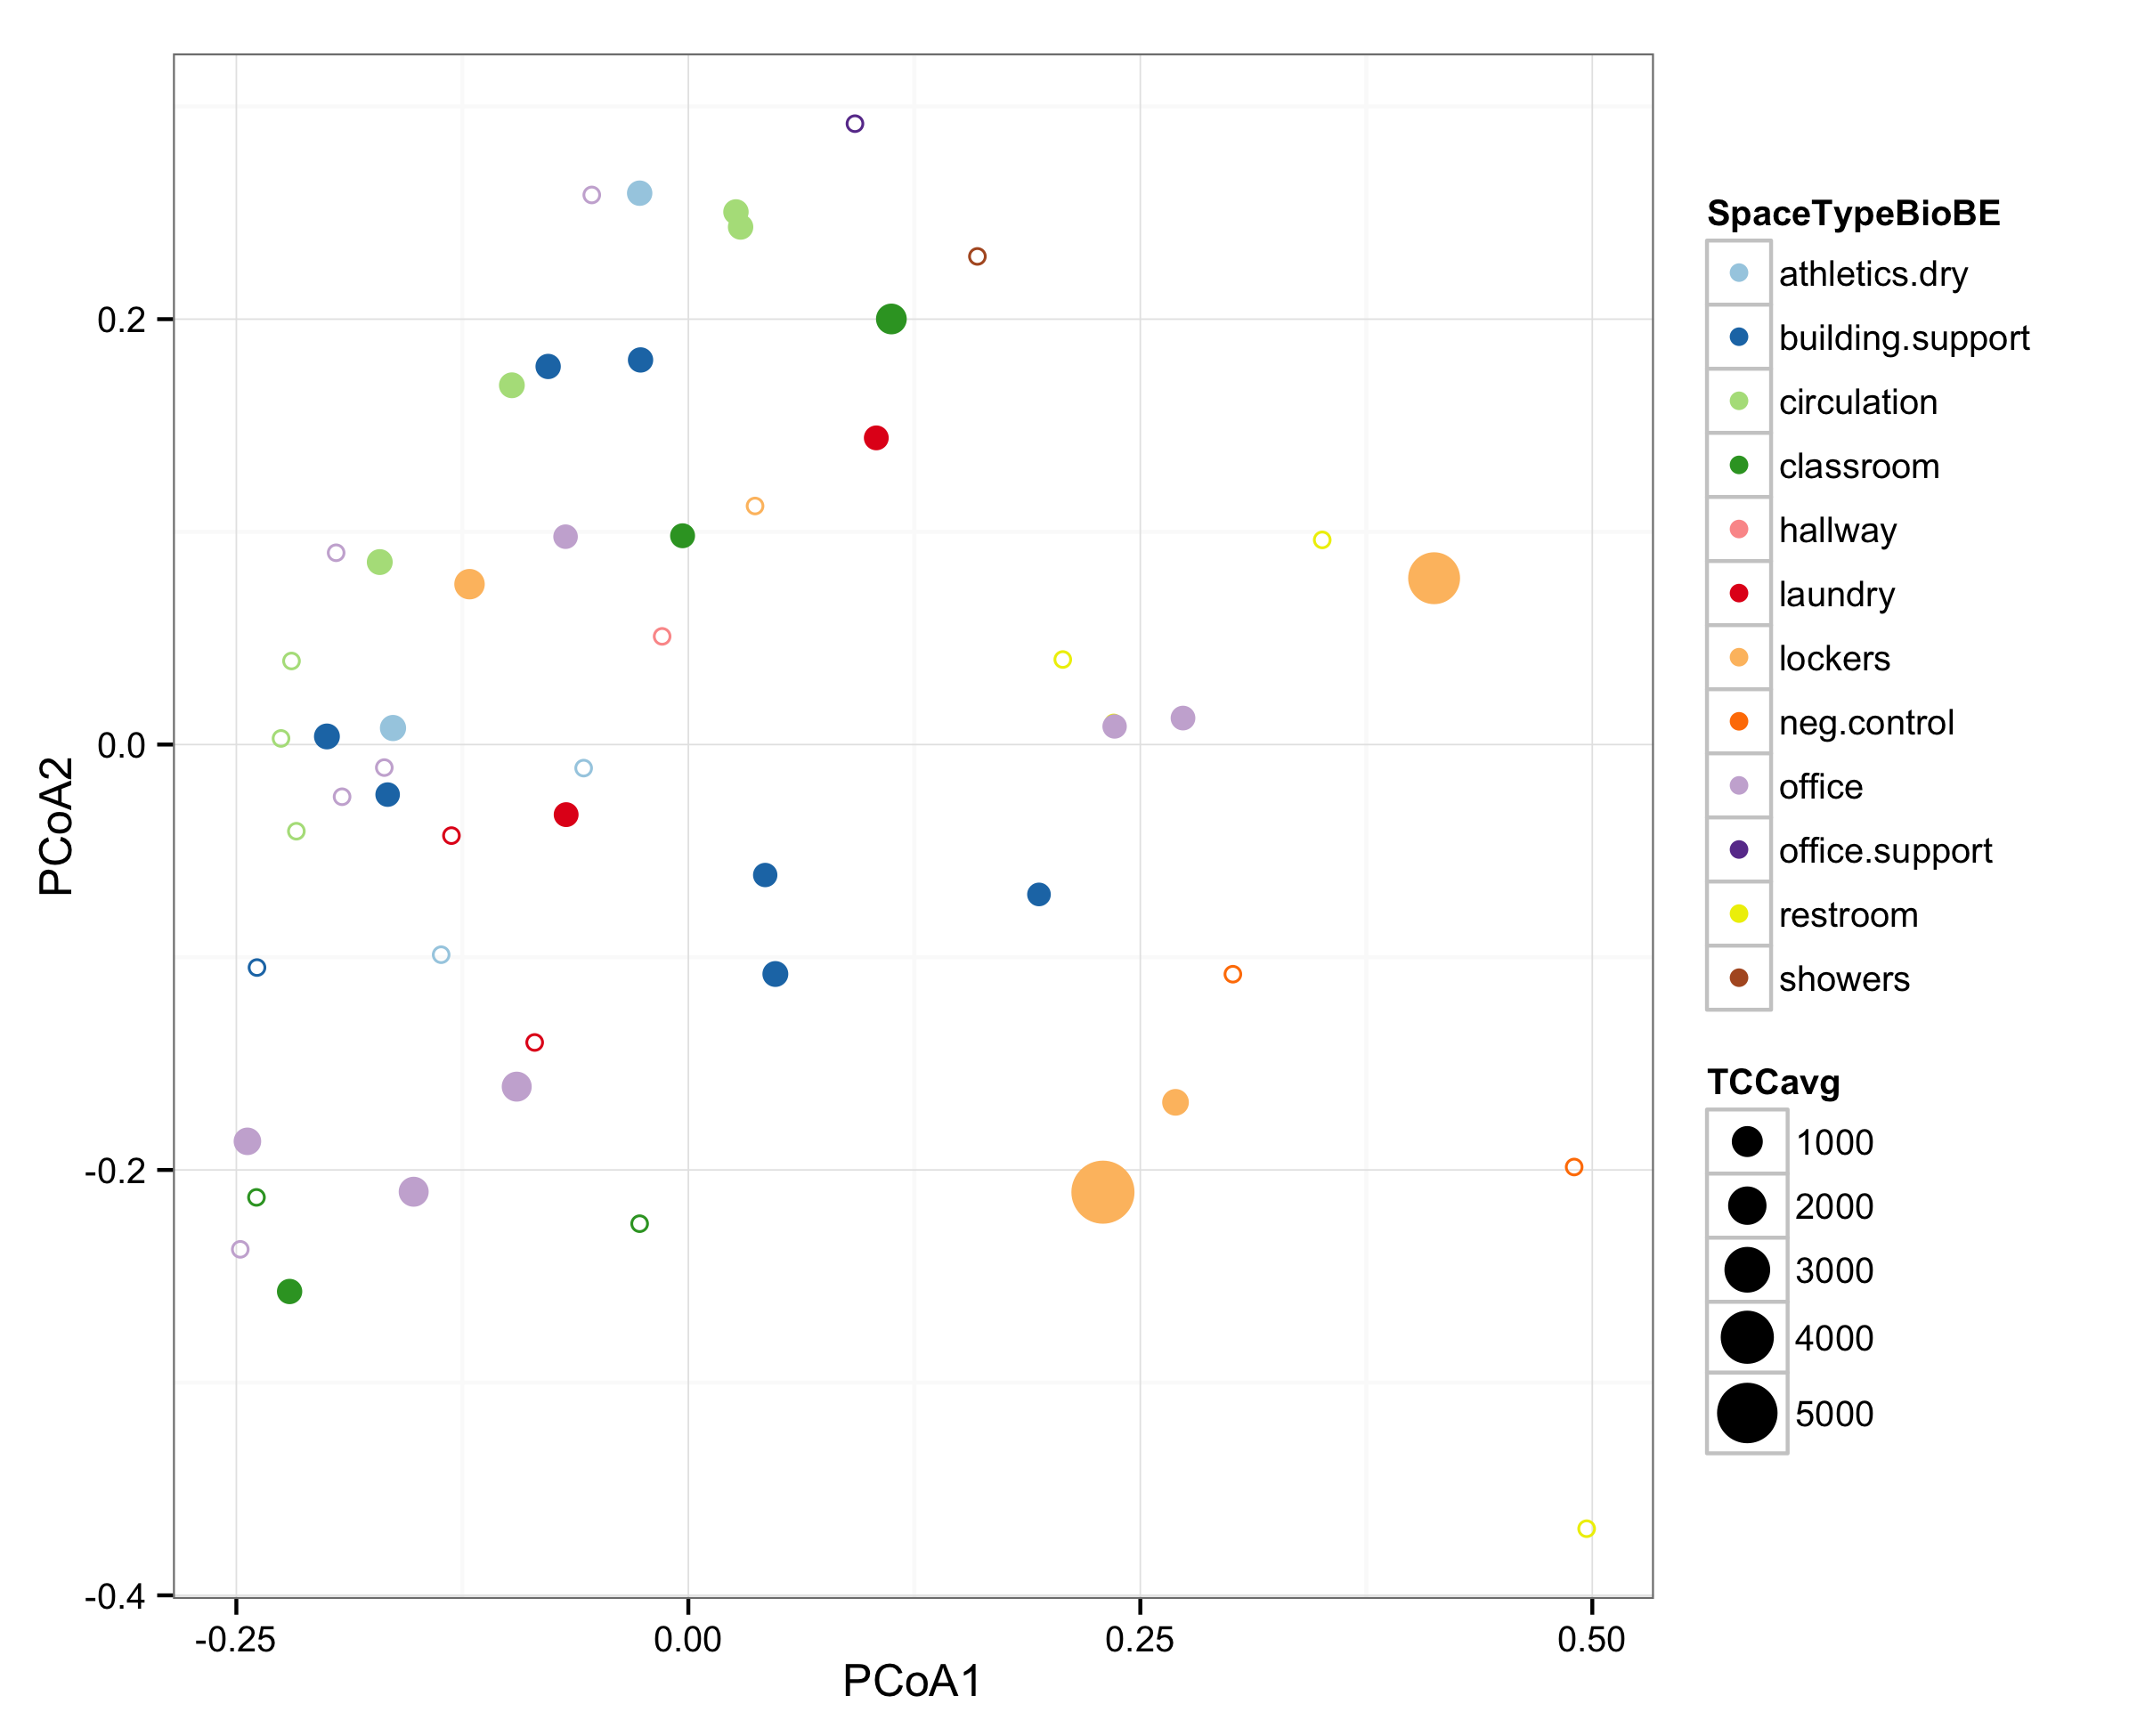 0.2
0.0
-0.2
-0.4
PCoA2
-0.25
0.00
0.25
0.50
PCoA1
SpaceTypeBioBE
athletics.dry
building.support
circulation
classroom
hallway
laundry
lockers
neg.control
office
office.support
restroom
showers
TCCavg
1000
2000
3000
4000
5000